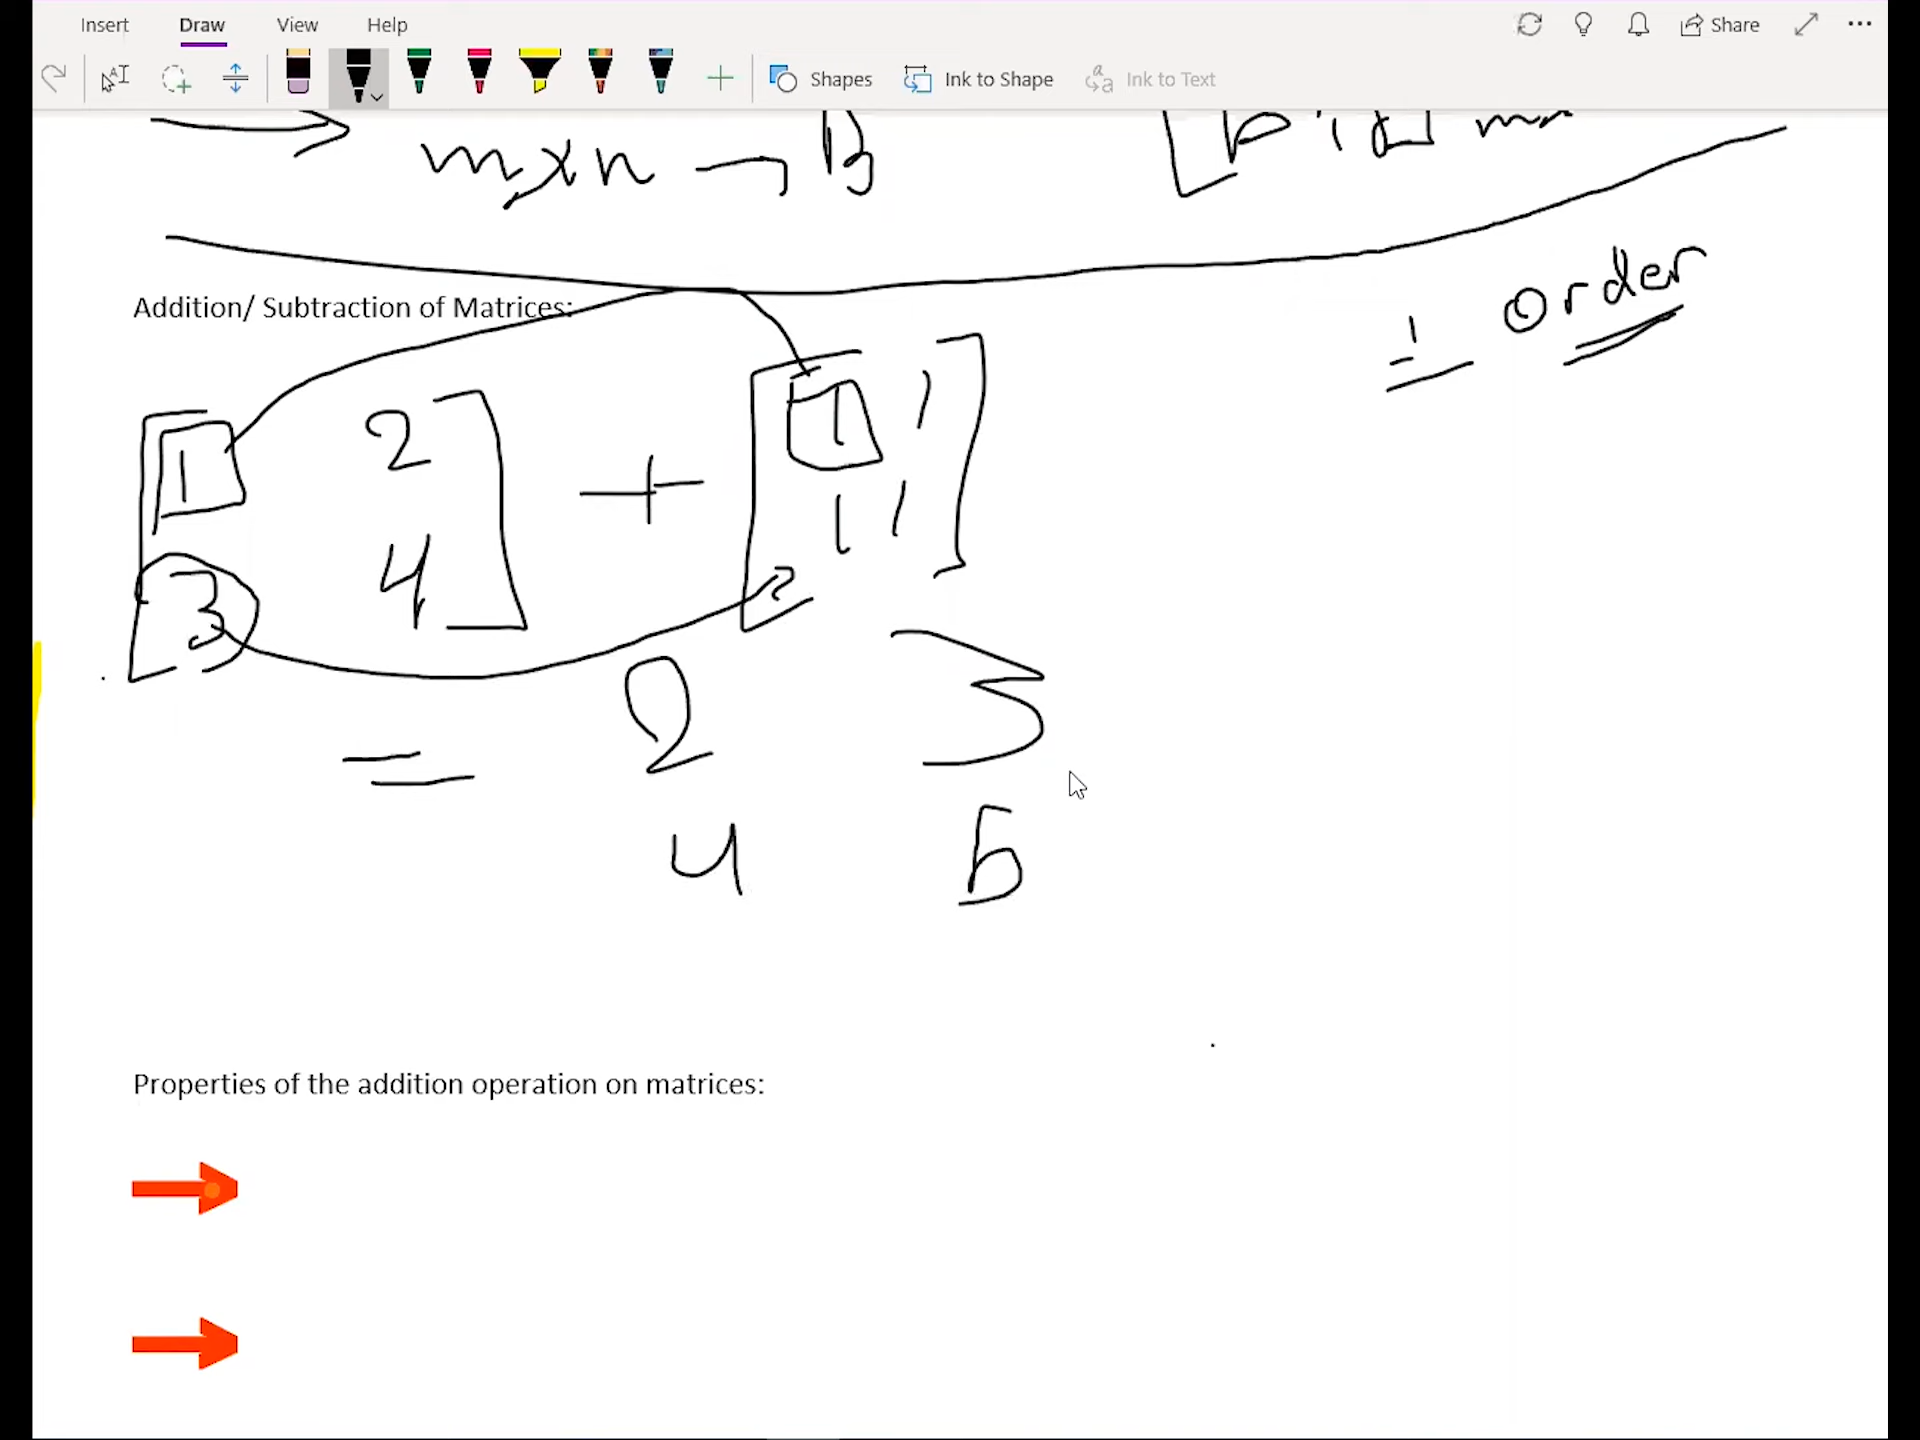 Insert Draw View Help Share
Shapes Ink to Shape Ink to Text
mxn → B
Addition/ Subtraction of Matrices:
± Order
1 2 + 1 1
3 4 1 1
= 2 3
4 5
Properties of the addition operation on matrices: